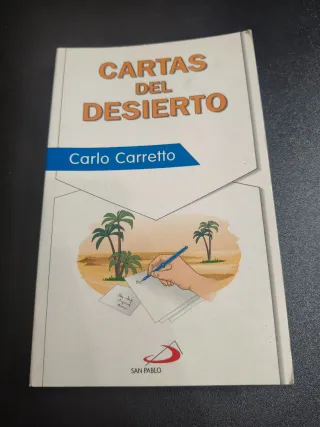 CARTAS
DEL
DESIERTO
Carlo Carretto
SAN PABLO